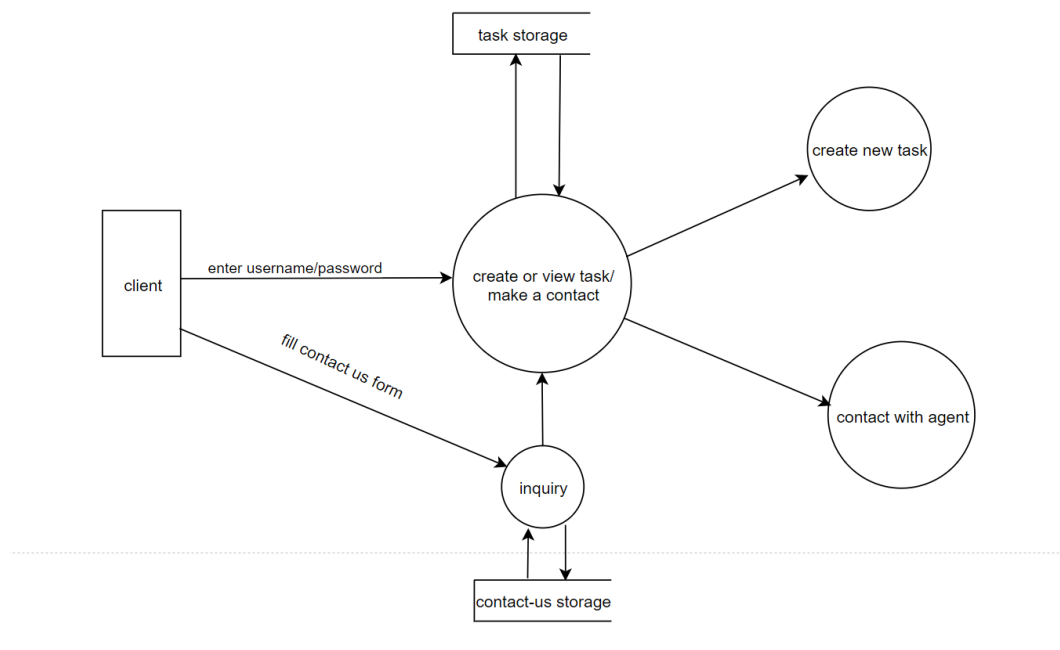 task storage
create new task
enter username/password
client
create or view task/
make a contact
fill contact us form
contact with agent
inquiry
contact-us storage